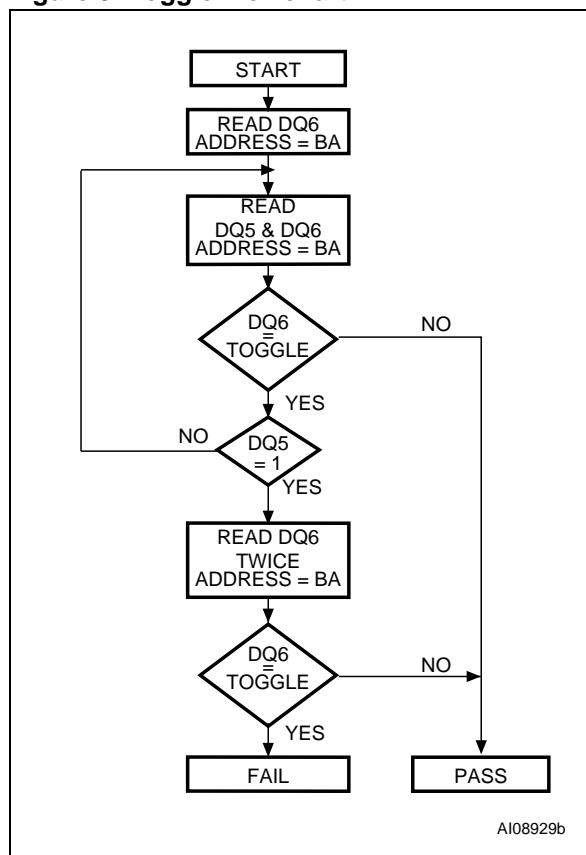 START
READ DQ6
ADDRESS = BA
READ
DQ5 & DQ6
ADDRESS = BA
DQ6
=
TOGGLE
NO
YES
NO
DQ5
= 1
YES
READ DQ6
TWICE
ADDRESS = BA
DQ6
=
TOGGLE
NO
YES
FAIL
PASS
AI08929b